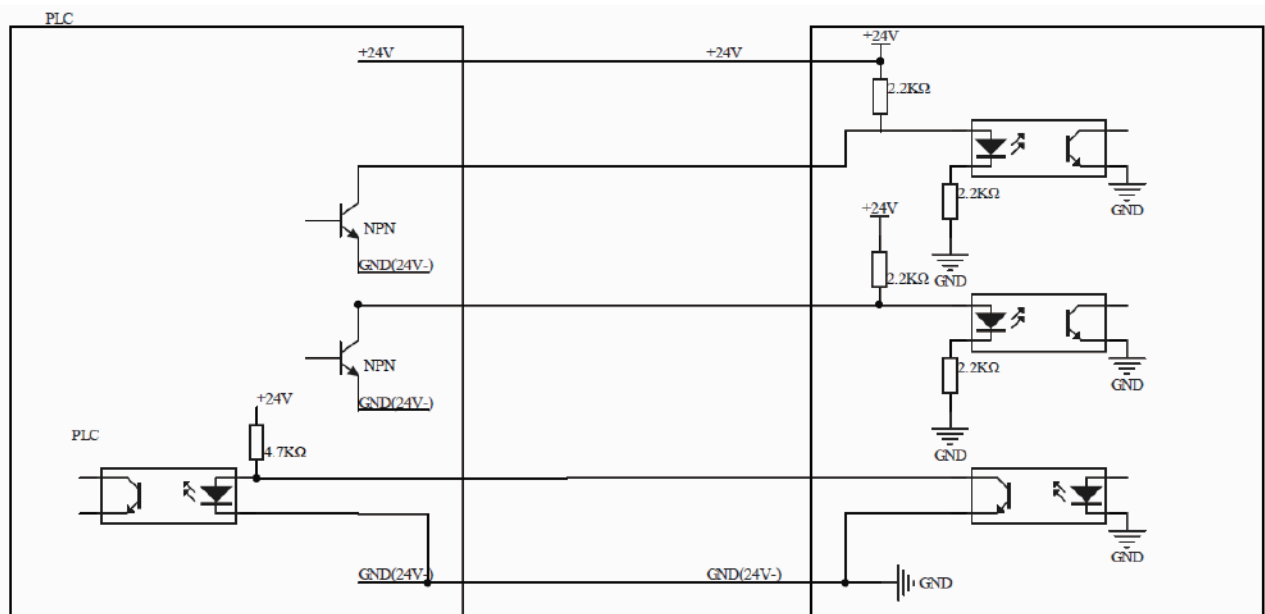 PLC
+24V
+24V
+24V
2.2KΩ
2.2KΩ
+24V
GND
NPN
GND(24V-)
2.2KΩ
GND
NPN
2.2KΩ
GND
GND(24V-)
+24V
PLC
4.7KΩ
GND
GND
GND(24V-)
GND(24V-)
GND